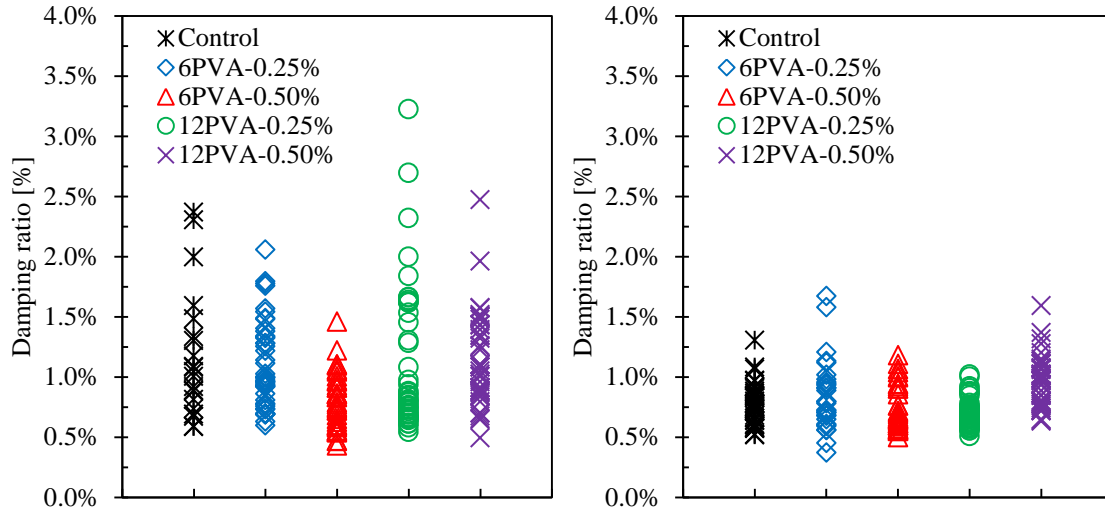 Damping ratio [%]
4.0%
3.5%
3.0%
2.5%
2.0%
1.5%
1.0%
0.5%
0.0%
Control
6PVA-0.25%
6PVA-0.50%
12PVA-0.25%
12PVA-0.50%
Damping ratio [%]
4.0%
3.5%
3.0%
2.5%
2.0%
1.5%
1.0%
0.5%
0.0%
Control
6PVA-0.25%
6PVA-0.50%
12PVA-0.25%
12PVA-0.50%